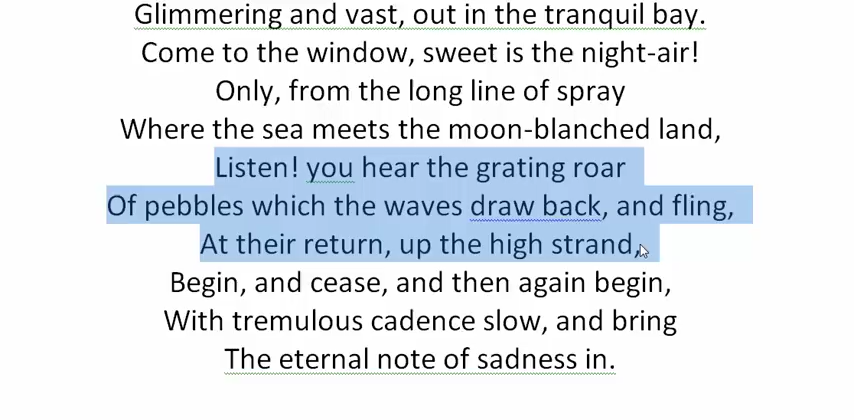 Glimmering and vast, out in the tranquil bay.
Come to the window, sweet is the night-air!
Only, from the long line of spray
Where the sea meets the moon-blanched land,
Listen! you hear the grating roar
Of pebbles which the waves draw back, and fling,
At their return, up the high strand,
Begin, and cease, and then again begin,
With tremulous cadence slow, and bring
The eternal note of sadness in.